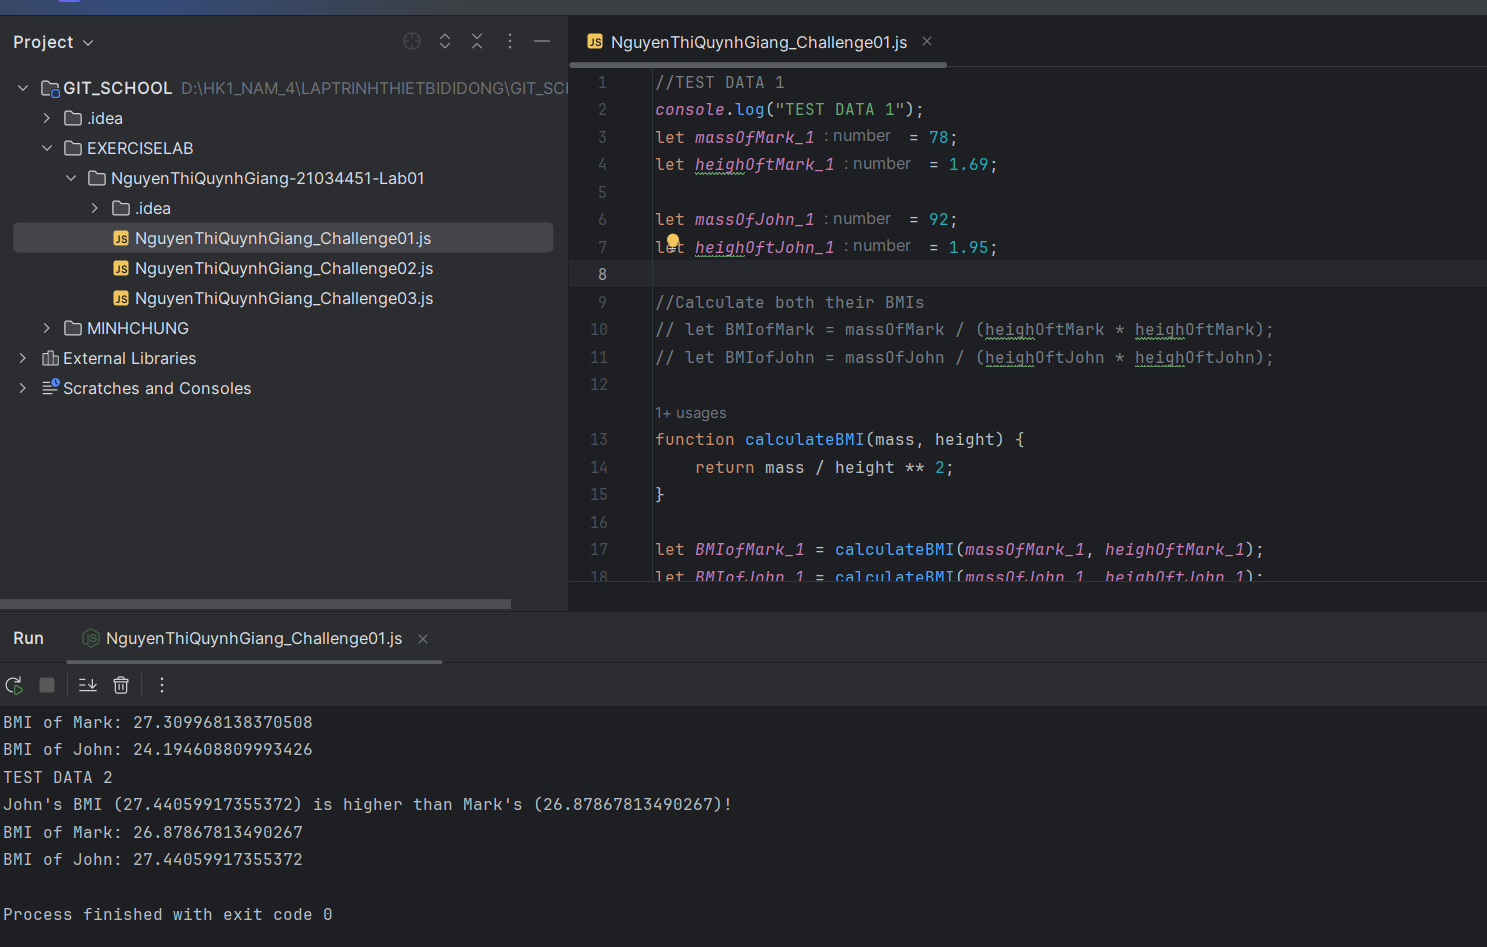 Project
GIT_SCHOOL D:\HK1_NAM_4\LAPTRINHTHIETBIDIDONG\GIT_SCH
.idea
EXERCISELAB
NguyenThiQuynhGiang-21034451-Lab01
.idea
NguyenThiQuynhGiang_Challenge01.js
NguyenThiQuynhGiang_Challenge02.js
NguyenThiQuynhGiang_Challenge03.js
MINHCHUNG
External Libraries
Scratches and Consoles
NguyenThiQuynhGiang_Challenge01.js
1 //TEST DATA 1
2 console.log("TEST DATA 1");
3 let massOfMark_1 : number = 78;
4 let heighOftMark_1 : number = 1.69;
5
6 let massOfJohn_1 : number = 92;
7 let heighOftJohn_1 : number = 1.95;
8
9 //Calculate both their BMIs
10 // let BMIofMark = massOfMark / (heighOftMark * heighOftMark);
11 // let BMIofJohn = massOfJohn / (heighOftJohn * heighOftJohn);
12
1+ usages
13 function calculateBMI(mass, height) {
14 return mass / height ** 2;
15 }
16
17 let BMIofMark_1 = calculateBMI(massOfMark_1, heighOftMark_1);
18 let BMIofJohn_1 = calculateBMI(massOfJohn_1, heighOftJohn_1);
Run NguyenThiQuynhGiang_Challenge01.js
BMI of Mark: 27.309968138370508
BMI of John: 24.194608809993426
TEST DATA 2
John's BMI (27.44059917355372) is higher than Mark's (26.87867813490267)!
BMI of Mark: 26.87867813490267
BMI of John: 27.44059917355372
Process finished with exit code 0